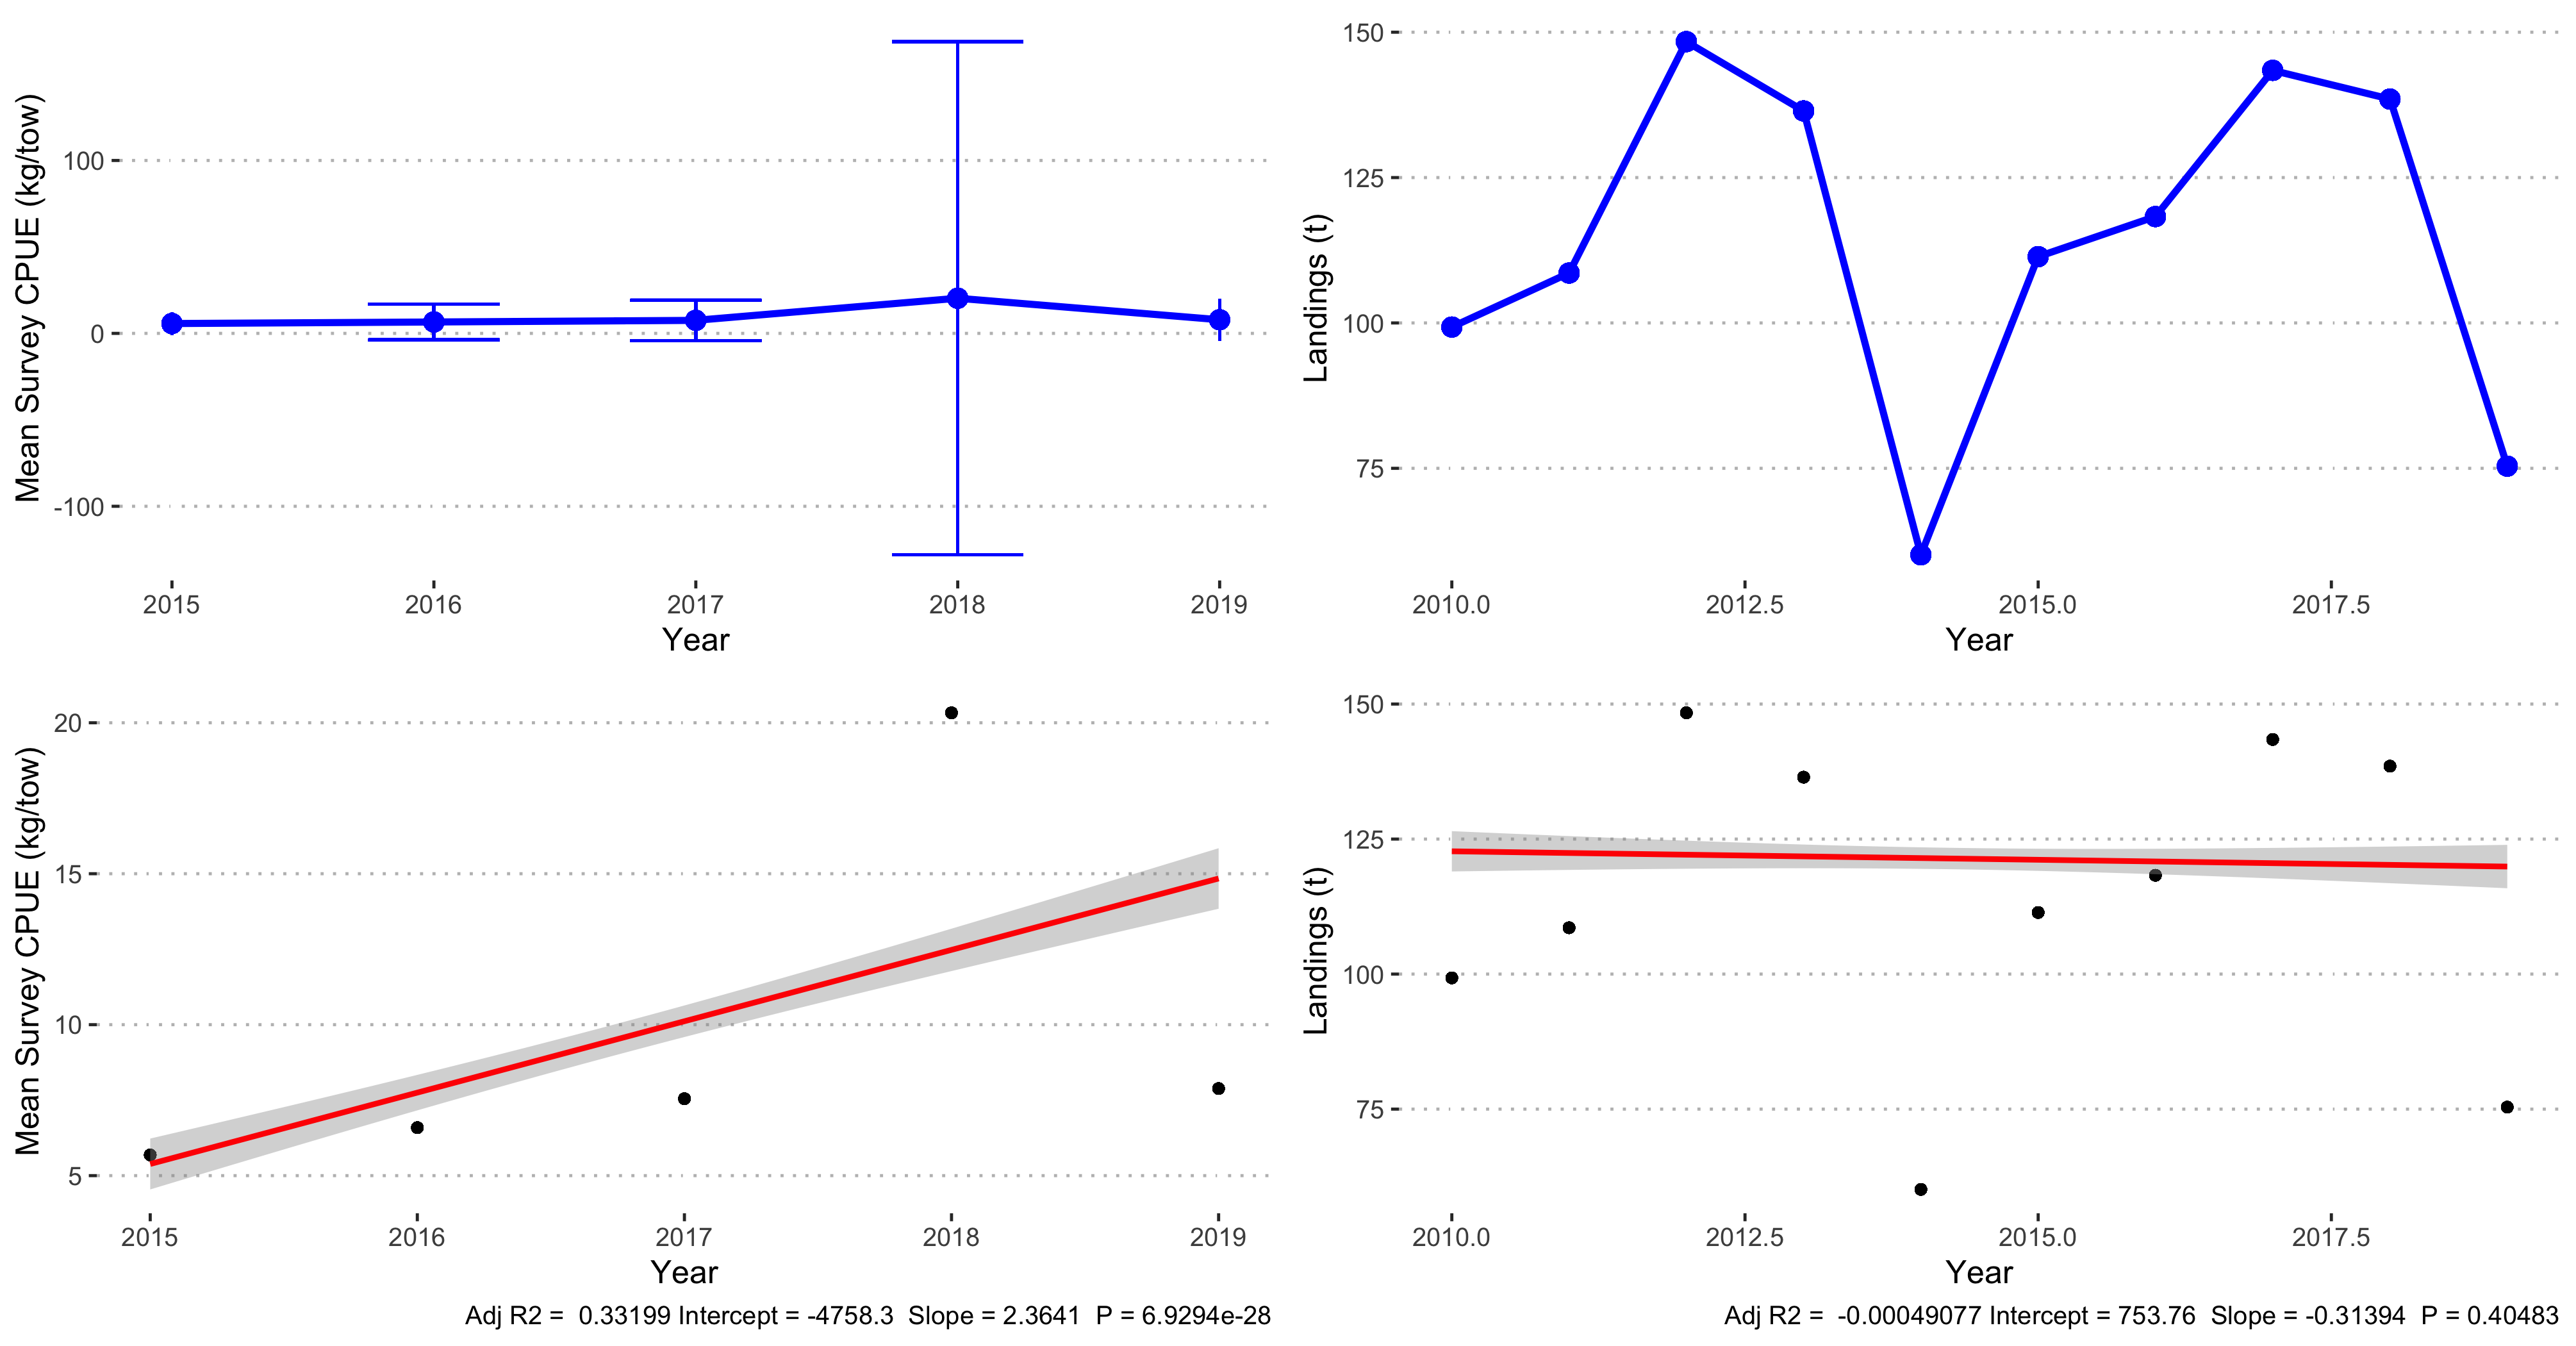 Mean Survey CPUE (kg/tow)
100
0
-100
2015 2016 2017 2018 2019
Year
Landings (t)
150
125
100
75
2010.0 2012.5 2015.0 2017.5
Year
Mean Survey CPUE (kg/tow)
20
15
10
5
2015 2016 2017 2018 2019
Year
Adj R2 =  0.33199 Intercept = -4758.3  Slope = 2.3641  P = 6.9294e-28
Landings (t)
150
125
100
75
2010.0 2012.5 2015.0 2017.5
Year
Adj R2 =  -0.00049077 Intercept = 753.76  Slope = -0.31394  P = 0.40483